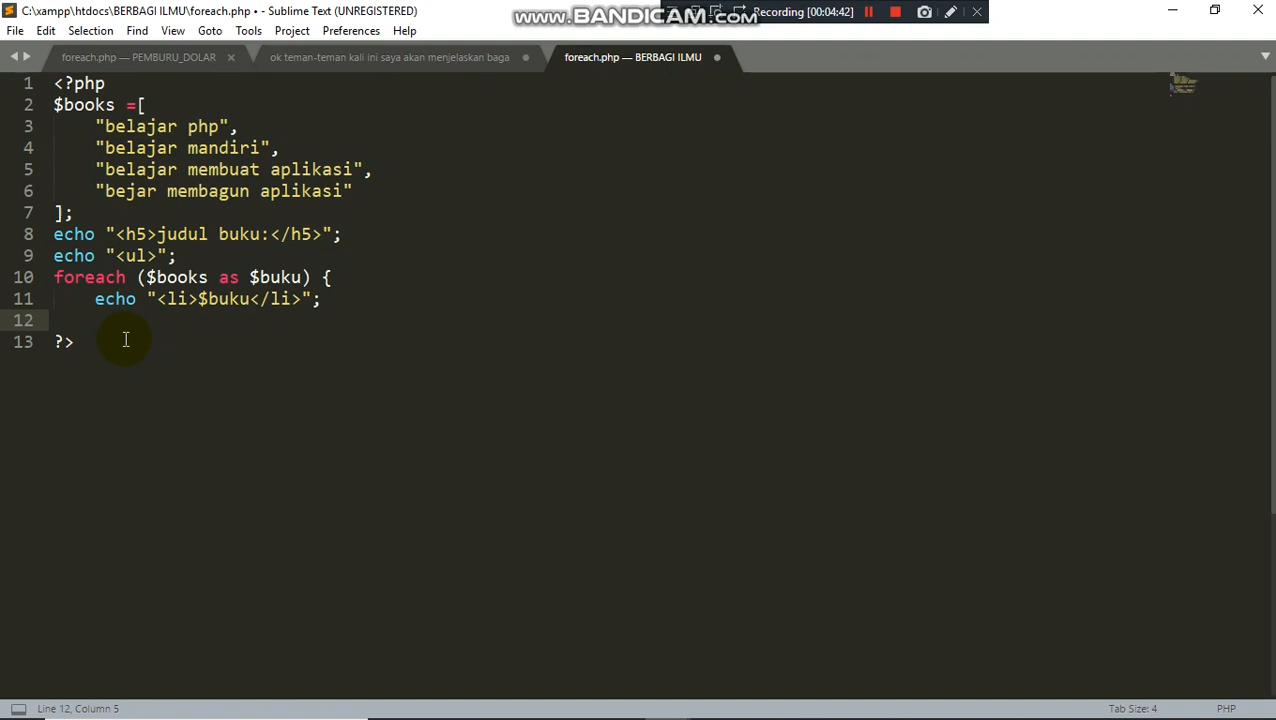 C:\xampp\htdocs\BERBAGI ILMU\foreach.php • - Sublime Text (UNREGISTERED)
www.BANDICAM.com
Recording [00:04:42]
File Edit Selection Find View Goto Tools Project Preferences Help
foreach.php — PEMBURU_DOLAR
ok teman-teman kali ini saya akan menjelaskan baga
foreach.php — BERBAGI ILMU
1 <?php
2 $books =[
3 "belajar php",
4 "belajar mandiri",
5 "belajar membuat aplikasi",
6 "bejar membagun aplikasi"
7 ];
8 echo "<h5>judul buku:</h5>";
9 echo "<ul>";
10 foreach ($books as $buku) {
11 echo "<li>$buku</li>";
12
13 ?>
Line 12, Column 5
Tab Size: 4
PHP